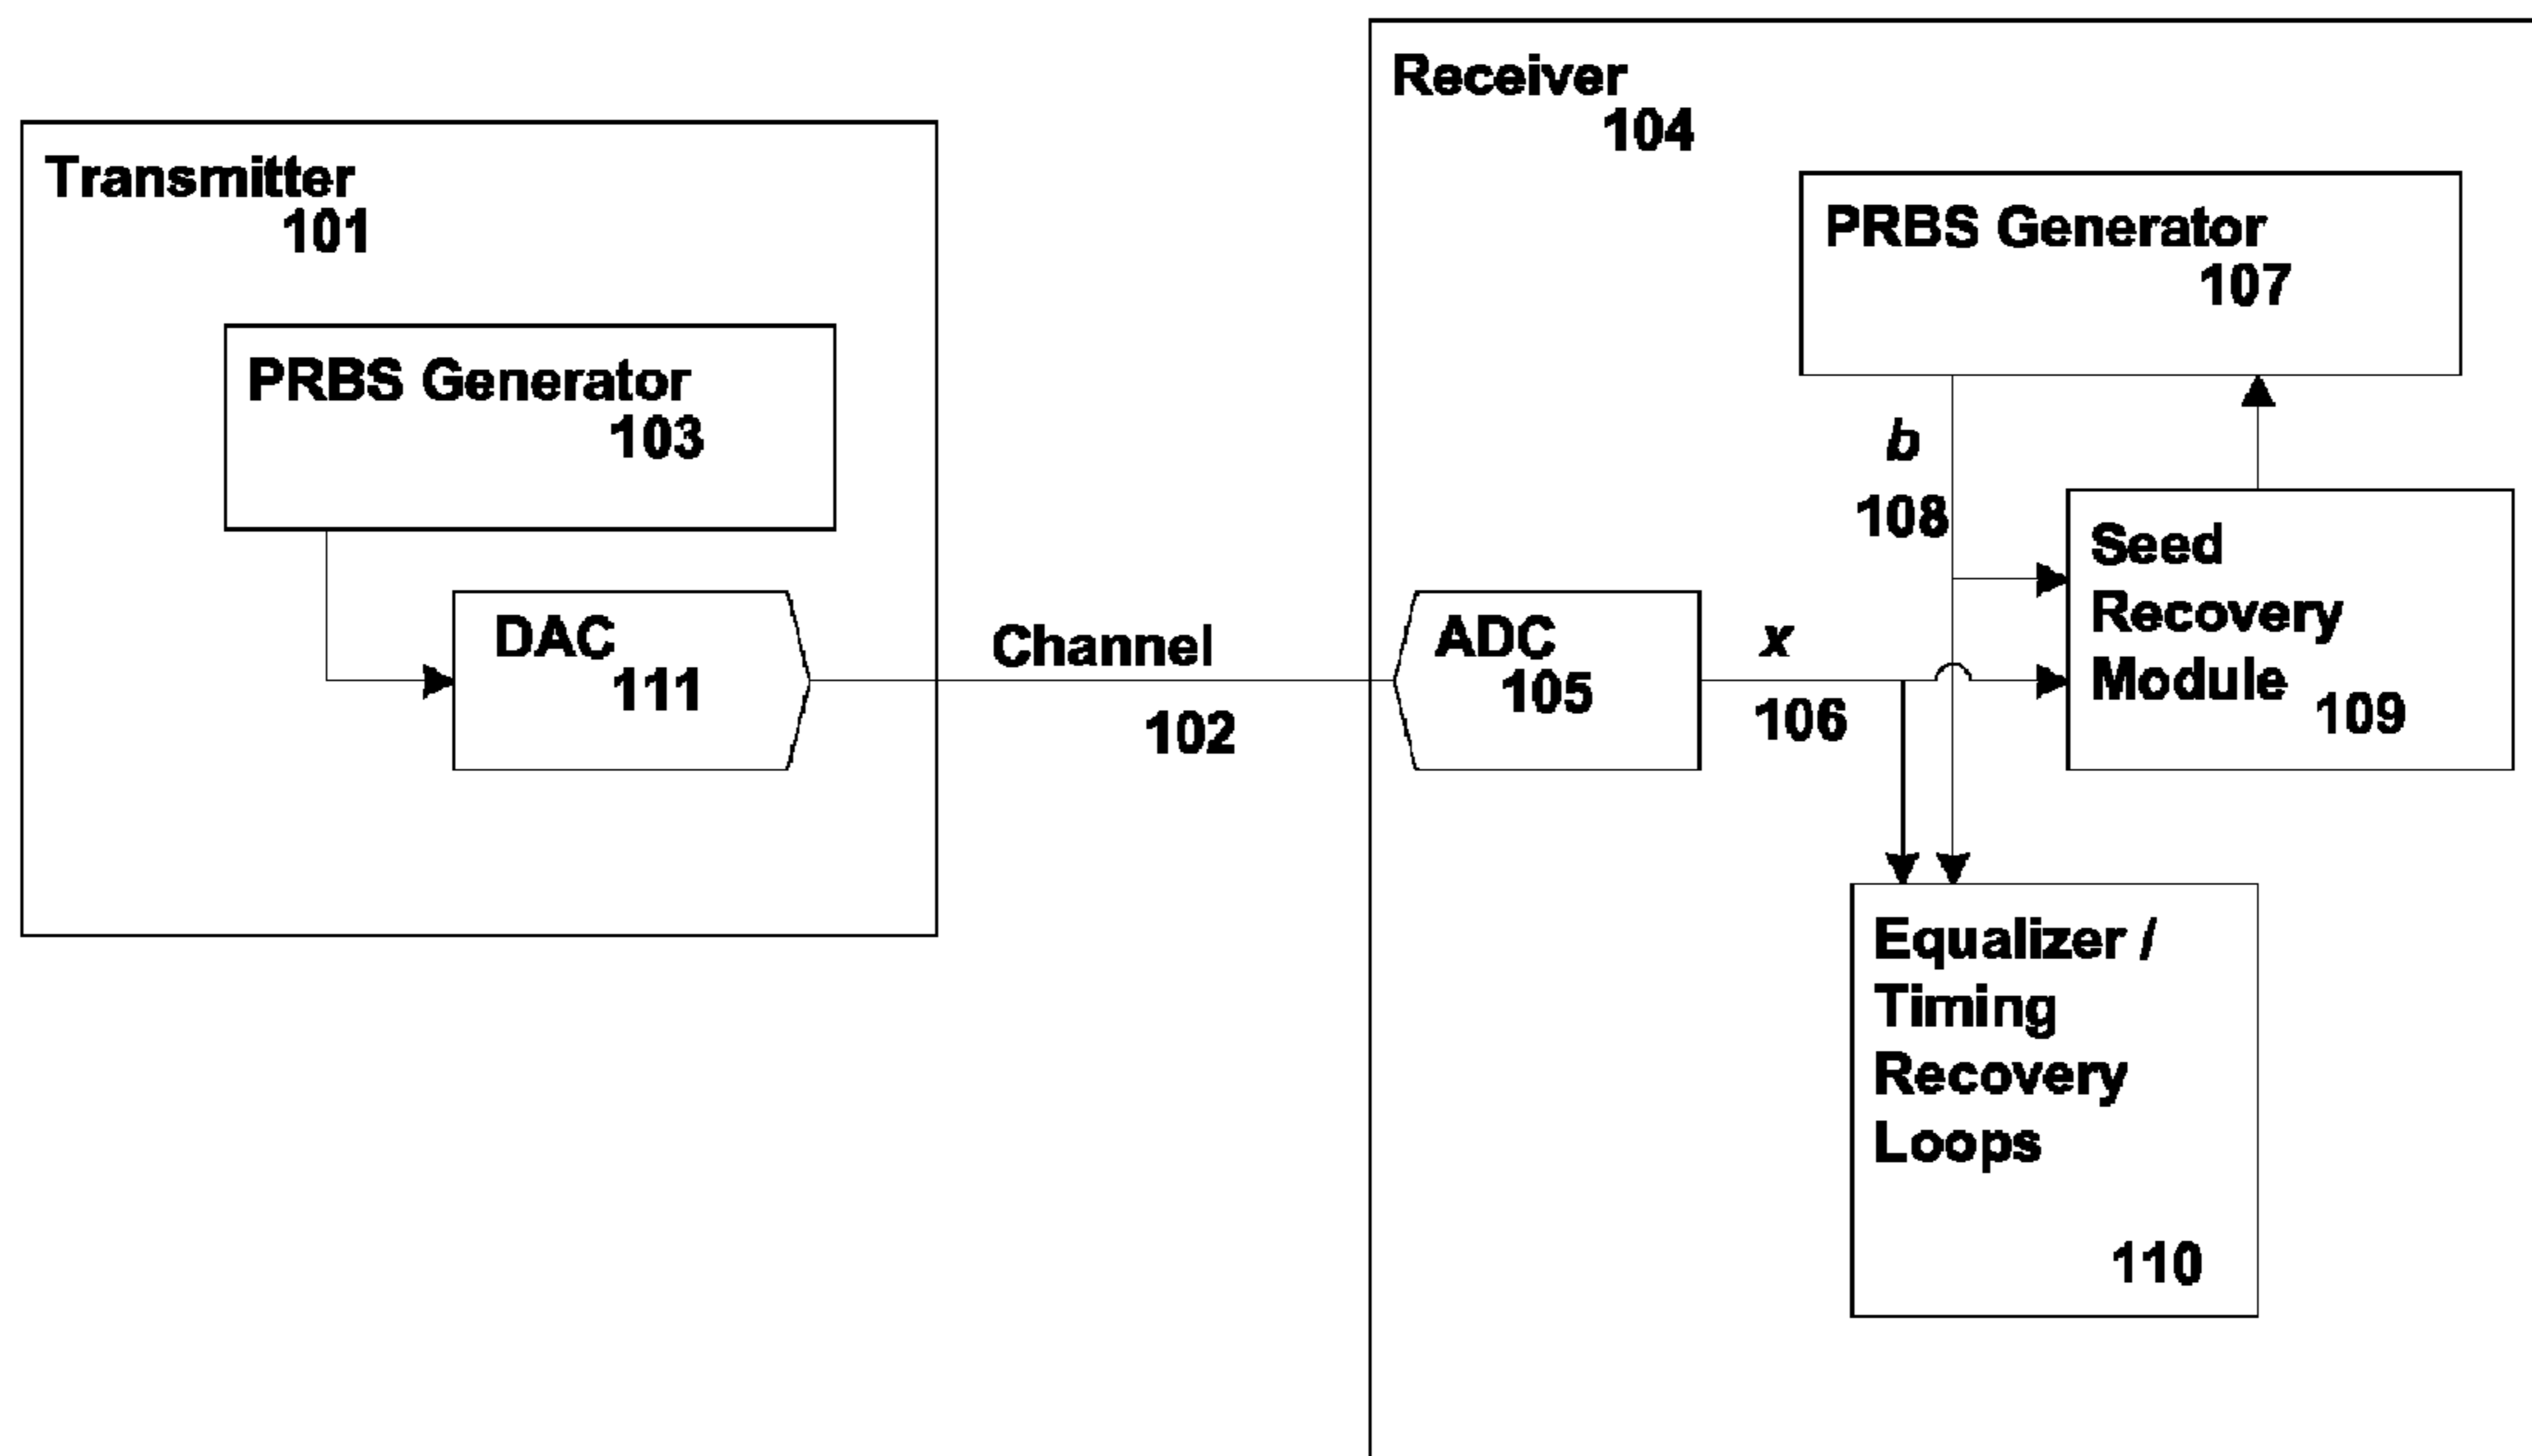 Transmitter
101
PRBS Generator
103
DAC
111
Channel
102
Receiver
104
PRBS Generator
107
b
108
ADC
105
x
106
Seed
Recovery
Module
109
Equalizer /
Timing
Recovery
Loops
110